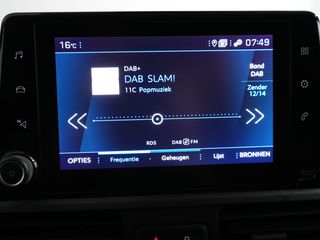 16°C 07:49
DAB+
DAB SLAM!
11C Popmuziek
Band
DAB
Zender
12/14
RDS DAB FM
OPTIES Frequentie Geheugen Lijst BRONNEN